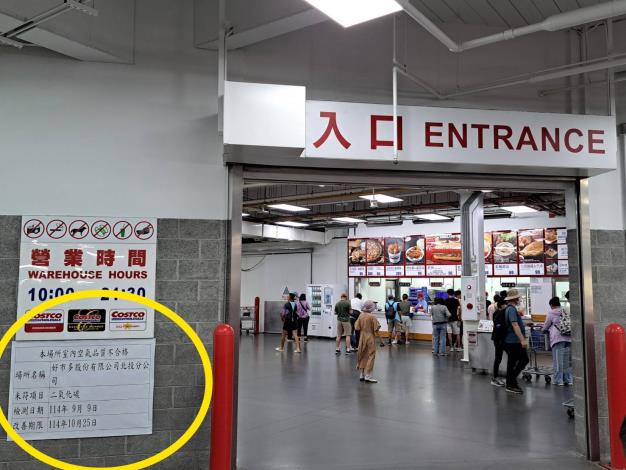 入口 ENTRANCE
營業時間
WAREHOUSE HOURS
10:00 21:30
COSTCO
COSTCO
COSTCO
本場所室內空氣品質不合格
場所名稱 好市多股份有限公司北投分公司
未符項目 二氧化碳
檢測日期 114年 9月 9日
改善期限 114年10月25日